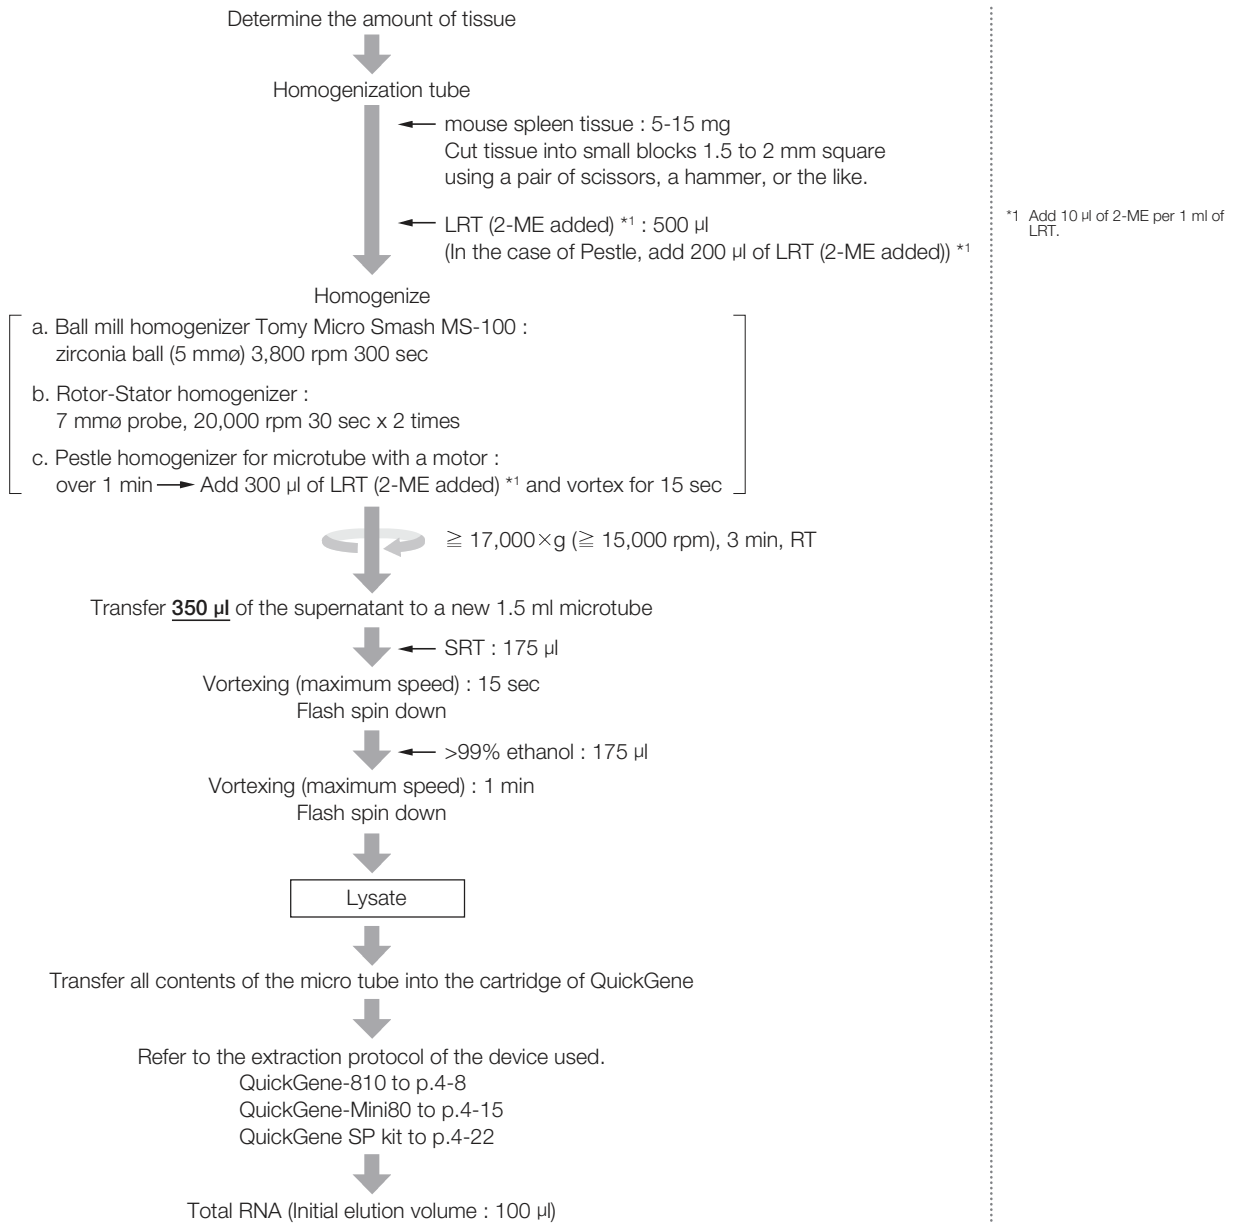 Determine the amount of tissue
Homogenization tube
mouse spleen tissue : 5-15 mg
Cut tissue into small blocks 1.5 to 2 mm square
using a pair of scissors, a hammer, or the like.
LRT (2-ME added) *1 : 500 µl
(In the case of Pestle, add 200 µl of LRT (2-ME added)) *1
*1 Add 10 µl of 2-ME per 1 ml of
LRT.
Homogenize
a. Ball mill homogenizer Tomy Micro Smash MS-100 :
zirconia ball (5 mmø) 3,800 rpm 300 sec
b. Rotor-Stator homogenizer :
7 mmø probe, 20,000 rpm 30 sec x 2 times
c. Pestle homogenizer for microtube with a motor :
over 1 min → Add 300 µl of LRT (2-ME added) *1 and vortex for 15 sec
≧ 17,000×g (≧ 15,000 rpm), 3 min, RT
Transfer 350 µl of the supernatant to a new 1.5 ml microtube
SRT : 175 µl
Vortexing (maximum speed) : 15 sec
Flash spin down
>99% ethanol : 175 µl
Vortexing (maximum speed) : 1 min
Flash spin down
Lysate
Transfer all contents of the micro tube into the cartridge of QuickGene
Refer to the extraction protocol of the device used.
QuickGene-810 to p.4-8
QuickGene-Mini80 to p.4-15
QuickGene SP kit to p.4-22
Total RNA (Initial elution volume : 100 µl)